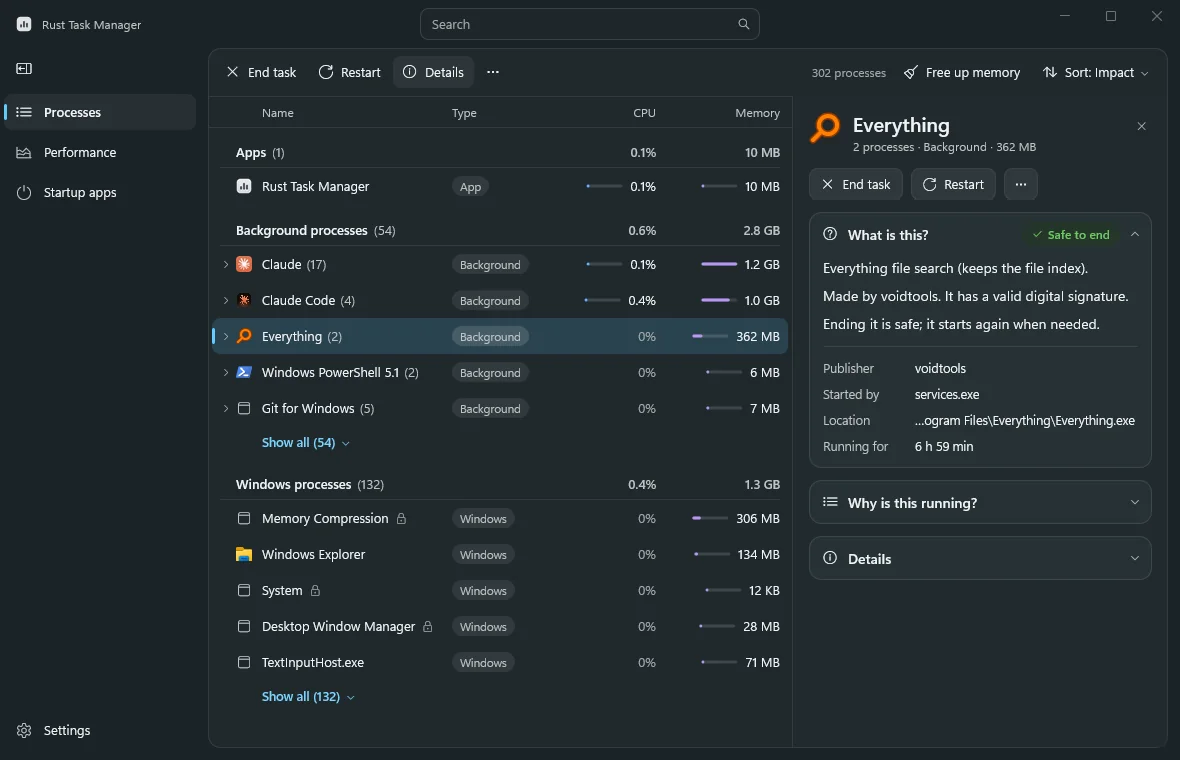 Rust Task Manager
Search
Processes
Performance
Startup apps
Settings
End task Restart Details ...
302 processes Free up memory Sort: Impact
Name Type CPU Memory
Apps (1) 0.1% 10 MB
Rust Task Manager App 0.1% 10 MB
Background processes (54) 0.6% 2.8 GB
Claude (17) Background 0.1% 1.2 GB
Claude Code (4) Background 0.4% 1.0 GB
Everything (2) Background 0% 362 MB
Windows PowerShell 5.1 (2) Background 0% 6 MB
Git for Windows (5) Background 0% 7 MB
Show all (54)
Windows processes (132) 0.4% 1.3 GB
Memory Compression Windows 0% 306 MB
Windows Explorer Windows 0% 134 MB
System Windows 0% 12 KB
Desktop Window Manager Windows 0% 28 MB
TextInputHost.exe Windows 0% 71 MB
Show all (132)
Everything
2 processes · Background · 362 MB
End task Restart ...
What is this? Safe to end
Everything file search (keeps the file index).
Made by voidtools. It has a valid digital signature.
Ending it is safe; it starts again when needed.
Publisher voidtools
Started by services.exe
Location ...ogram Files\Everything\Everything.exe
Running for 6 h 59 min
Why is this running?
Details